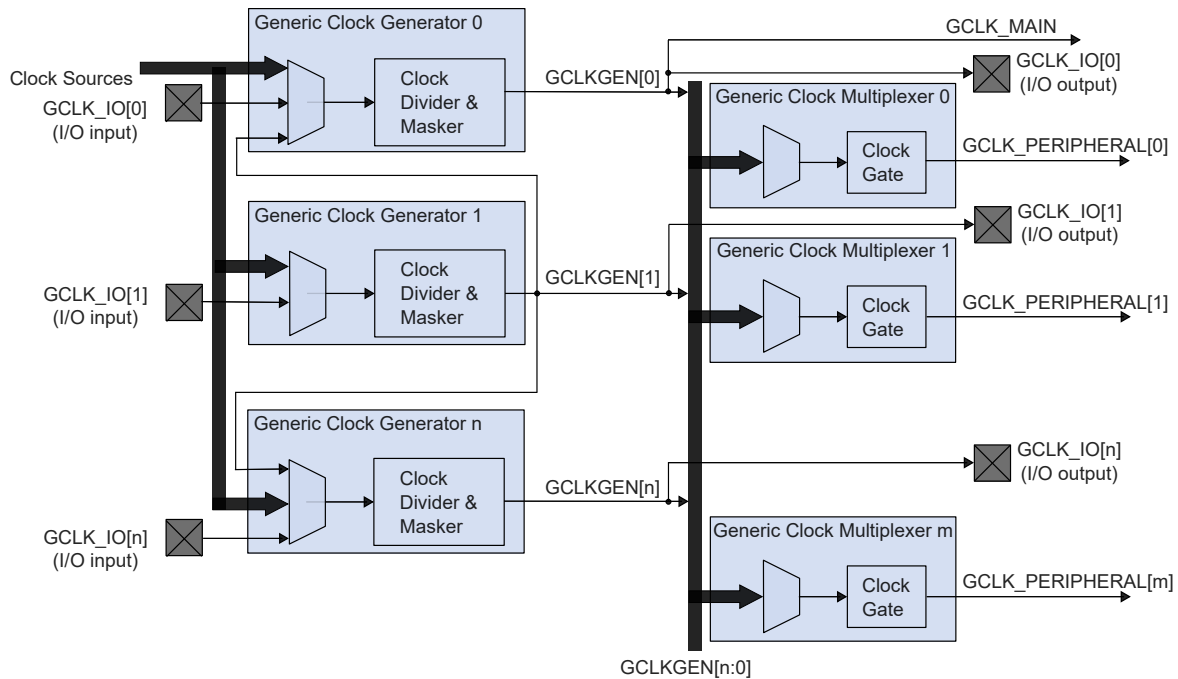 Generic Clock Generator 0
Clock Sources
GCLK_IO[0]
(I/O input)
Clock
Divider &
Masker
GCLKGEN[0]
GCLK_MAIN
GCLK_IO[0]
(I/O output)
Generic Clock Multiplexer 0
Clock
Gate
GCLK_PERIPHERAL[0]
Generic Clock Generator 1
GCLK_IO[1]
(I/O input)
Clock
Divider &
Masker
GCLKGEN[1]
GCLK_IO[1]
(I/O output)
Generic Clock Multiplexer 1
Clock
Gate
GCLK_PERIPHERAL[1]
Generic Clock Generator n
GCLK_IO[n]
(I/O input)
Clock
Divider &
Masker
GCLKGEN[n]
GCLK_IO[n]
(I/O output)
Generic Clock Multiplexer m
Clock
Gate
GCLK_PERIPHERAL[m]
GCLKGEN[n:0]